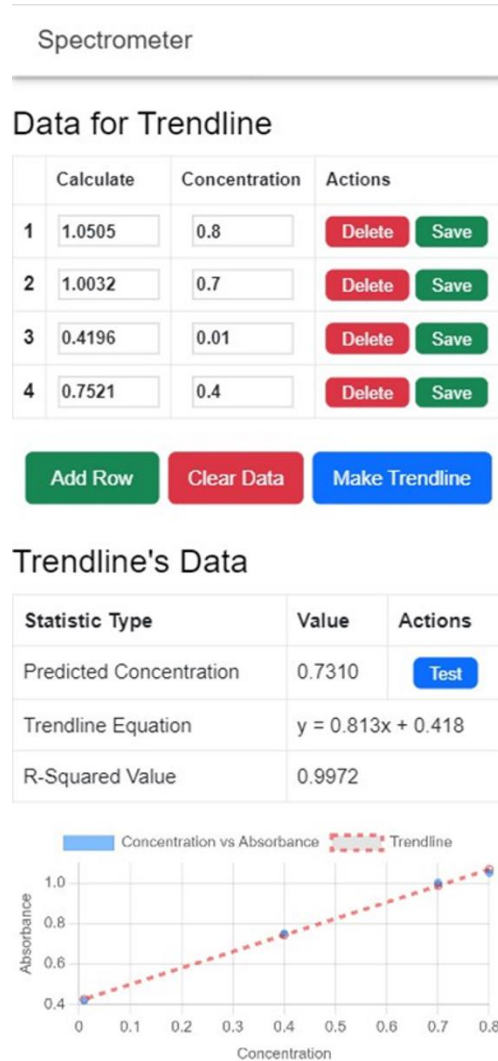 Spectrometer
Data for Trendline
Calculate Concentration Actions
1 1.0505 0.8 Delete Save
2 1.0032 0.7 Delete Save
3 0.4196 0.01 Delete Save
4 0.7521 0.4 Delete Save
Add Row Clear Data Make Trendline
Trendline's Data
Statistic Type Value Actions
Predicted Concentration 0.7310 Test
Trendline Equation y = 0.813x + 0.418
R-Squared Value 0.9972
Concentration vs Absorbance Trendline
Absorbance
1.0
0.8
0.6
0.4
0 0.1 0.2 0.3 0.4 0.5 0.6 0.7 0.8
Concentration